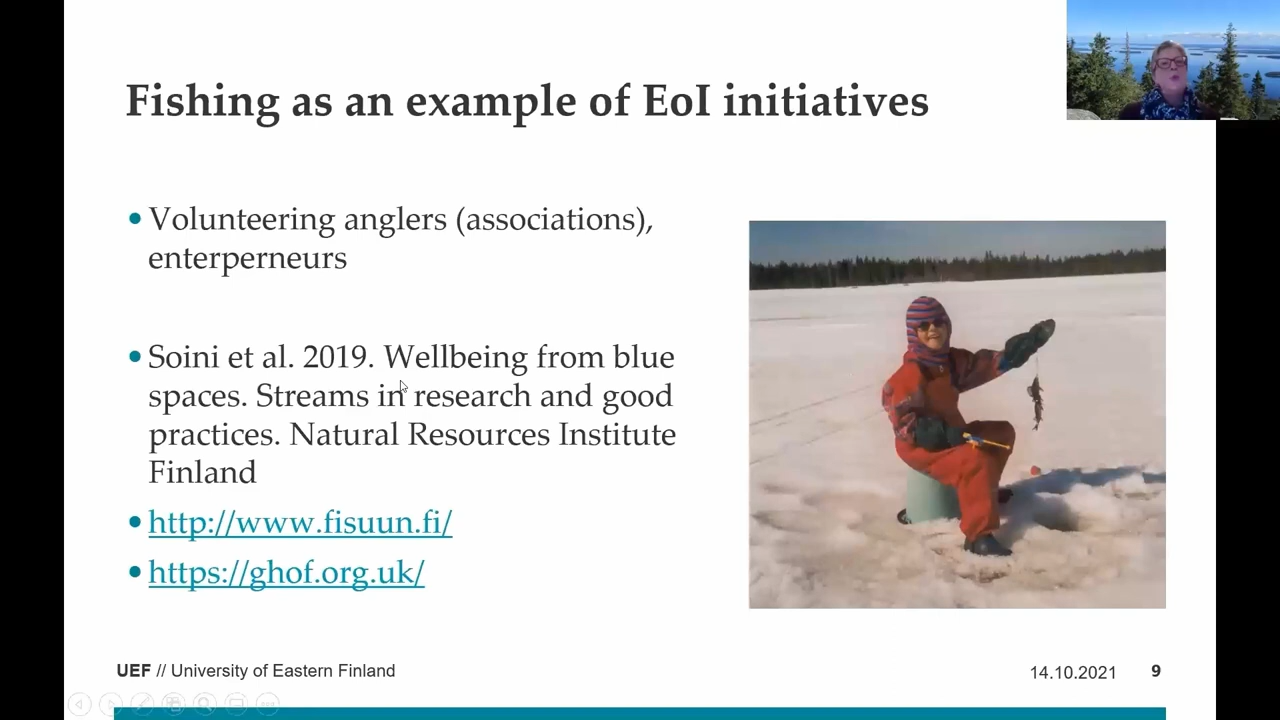 Fishing as an example of EoI initiatives
•Volunteering anglers (associations),
enterperneurs
•Soini et al. 2019. Wellbeing from blue
spaces. Streams in research and good
practices. Natural Resources Institute
Finland
•http://www.fisuun.fi/
•https://ghof.org.uk/
UEF // University of Eastern Finland
14.10.2021 9